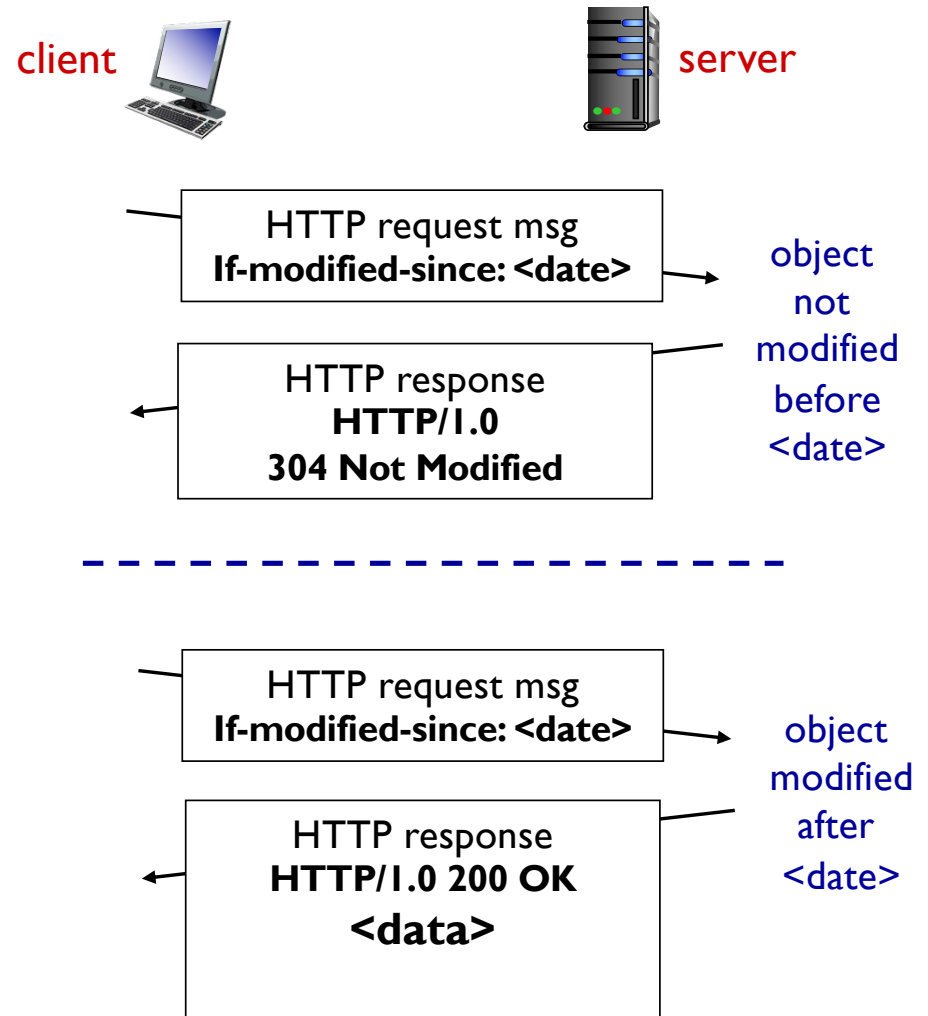 client
server
HTTP request msg
If-modified-since: <date>
object
not
modified
before
<date>
HTTP response
HTTP/1.0
304 Not Modified
HTTP request msg
If-modified-since: <date>
object
modified
after
<date>
HTTP response
HTTP/1.0 200 OK
<data>